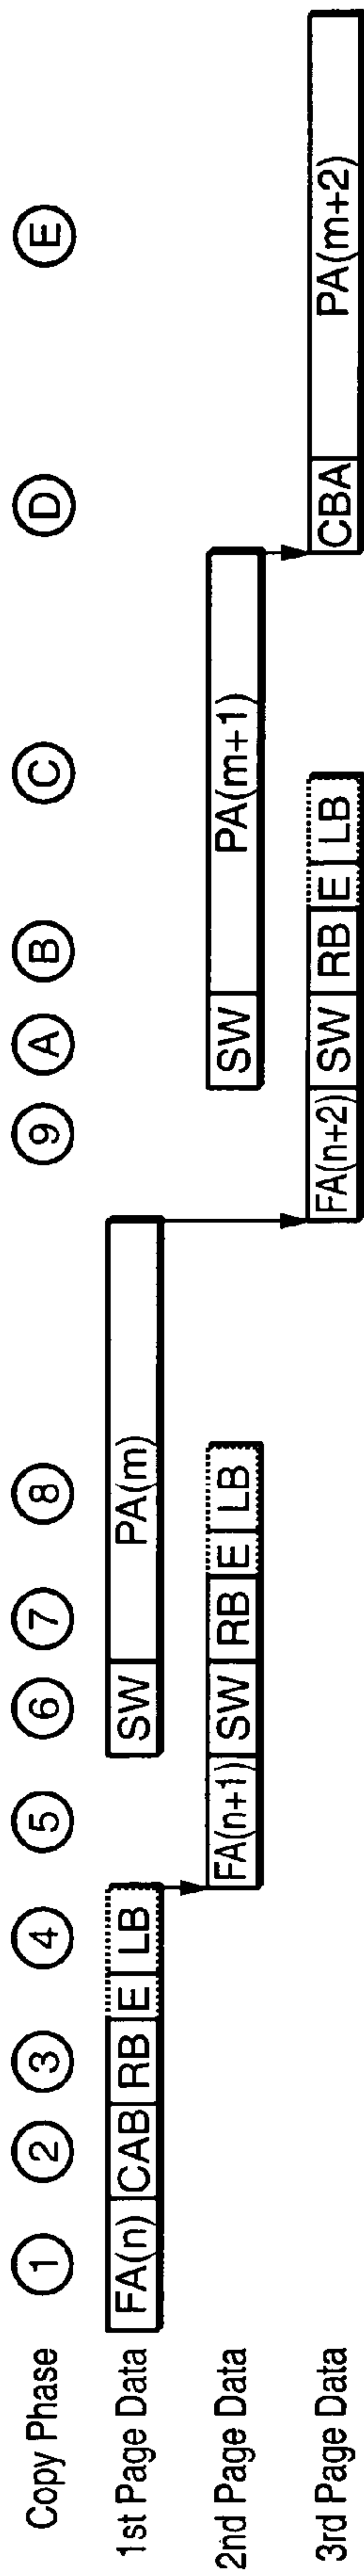 Copy Phase 1 2 3 4 5 6 7 8 9 A B C D E
1st Page Data FA(n) CAB RB E LB SW PA(m)
2nd Page Data FA(n+1) SW RB E LB SW PA(m+1)
3rd Page Data FA(n+2) SW RB E LB CBA PA(m+2)